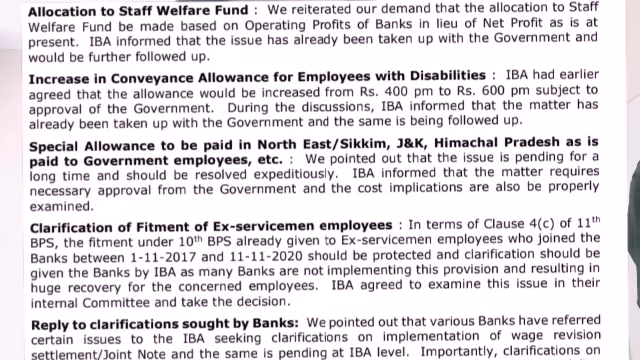 Allocation to Staff Welfare Fund : We reiterated our demand that the allocation to Staff
Welfare Fund be made based on Operating Profits of Banks in lieu of Net Profit as is at
present. IBA informed that the issue has already been taken up with the Government and
would be further followed up.
Increase in Conveyance Allowance for Employees with Disabilities : IBA had earlier
agreed that the allowance would be increased from Rs. 400 pm to Rs. 600 pm subject to
approval of the Government. During the discussions, IBA informed that the matter has
already been taken up with the Government and the same is being followed up.
Special Allowance to be paid in North East/Sikkim, J&K, Himachal Pradesh as is
paid to Government employees, etc. : We pointed out that the issue is pending for a
long time and should be resolved expeditiously. IBA informed that the matter requires
necessary approval from the Government and the cost implications are also be properly
examined.
Clarification of Fitment of Ex-servicemen employees : In terms of Clause 4(c) of 11th
BPS, the fitment under 10th BPS already given to Ex-servicemen employees who joined the
Banks between 1-11-2017 and 11-11-2020 should be protected and clarification should be
given the Banks by IBA as many Banks are not implementing this provision and resulting in
huge recovery for the concerned employees. IBA agreed to examine this issue in their
internal Committee and take the decision.
Reply to clarifications sought by Banks: We pointed out that various Banks have referred
certain issues to the IBA seeking clarifications on implementation of wage revision
settlement/Joint Note and the same is pending at IBA level. Importantly, clarifications on